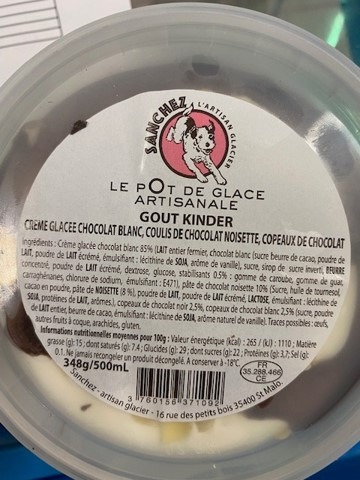 SANCHEZ L'ARTISAN GLACIER
LE POT DE GLACE
ARTISANALE
GOUT KINDER
CREME GLACEE CHOCOLAT BLANC, COULIS DE CHOCOLAT NOISETTE, COPEAUX DE CHOCOLAT
Ingrédients : Crème glacée chocolat blanc 85% (LAIT entier fermier, chocolat blanc (sucre beurre de cacao, poudre de
LAIT, poudre de LAIT écrémé, émulsifiant : lécithine de SOJA, arôme de vanille), sucre, sirop de sucre inverti, BEURRE
concentré, poudre de LAIT écrémé, dextrose, glucose, stabilisants 0.5% : gomme de caroube, gomme de guar,
carraghénanes, chlorure de sodium, émulsifiant : E471), pâte de chocolat noisette 10% (Sucre, huile de tournesol,
cacao en poudre, pâte de NOISETTE (8 %), poudre de LAIT, poudre de LAIT écrémé, LACTOSE, émulsifiant : lécithine de
SOJA, protéines de LAIT, arômes.), copeaux de chocolat noir 2,5%, copeaux de chocolat blanc 2,5% (sucre, poudre
de LAIT entier, beurre de cacao, émulsifiant : lécithine de SOJA, arôme naturel de vanille). Traces possibles : œufs,
autres fruits à coque, arachides, gluten.
Informations nutritionnelles moyennes pour 100g : Valeur énergétique (kCal) : 265 / (kJ) : 1110 ; Matière
grasse (g) : 15 ; dont saturés (g) : 7.4 ; Glucides (g) : 29 ; dont sucres (g) : 22 ; Protéines (g) : 3.7 ; Sel (g) :
0.1. Ne jamais recongeler un produit décongelé. A conserver à -18°C.
348g/500mL
FR
35.288.466
CE
3 760156 371092
Sanchez - artisan glacier - 16 rue des petits bois 35400 St Malo.